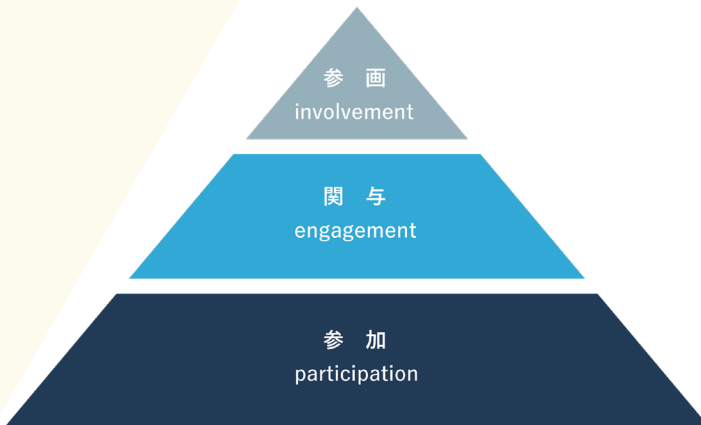 参 画
involvement
関 与
engagement
参 加
participation